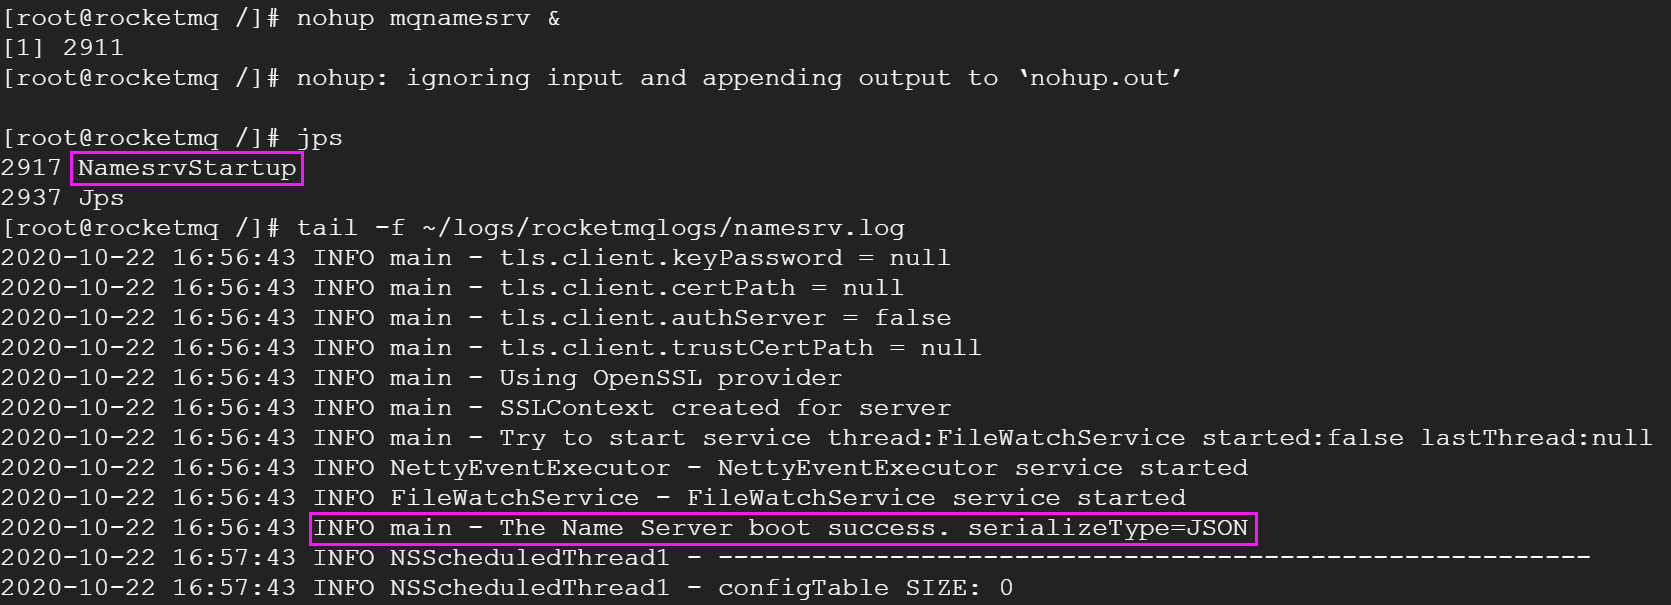 [root@rocketmq /]# nohup mqnamesrv &
[1] 2911
[root@rocketmq /]# nohup: ignoring input and appending output to ‘nohup.out’
[root@rocketmq /]# jps
2917 NamesrvStartup
2937 Jps
[root@rocketmq /]# tail -f ~/logs/rocketmqlogs/namesrv.log
2020-10-22 16:56:43 INFO main - tls.client.keyPassword = null
2020-10-22 16:56:43 INFO main - tls.client.certPath = null
2020-10-22 16:56:43 INFO main - tls.client.authServer = false
2020-10-22 16:56:43 INFO main - tls.client.trustCertPath = null
2020-10-22 16:56:43 INFO main - Using OpenSSL provider
2020-10-22 16:56:43 INFO main - SSLContext created for server
2020-10-22 16:56:43 INFO main - Try to start service thread:FileWatchService started:false lastThread:null
2020-10-22 16:56:43 INFO NettyEventExecutor - NettyEventExecutor service started
2020-10-22 16:56:43 INFO FileWatchService - FileWatchService service started
2020-10-22 16:56:43 INFO main - The Name Server boot success. serializeType=JSON
2020-10-22 16:57:43 INFO NSScheduledThread1 - --------------------------------------------------------
2020-10-22 16:57:43 INFO NSScheduledThread1 - configTable SIZE: 0